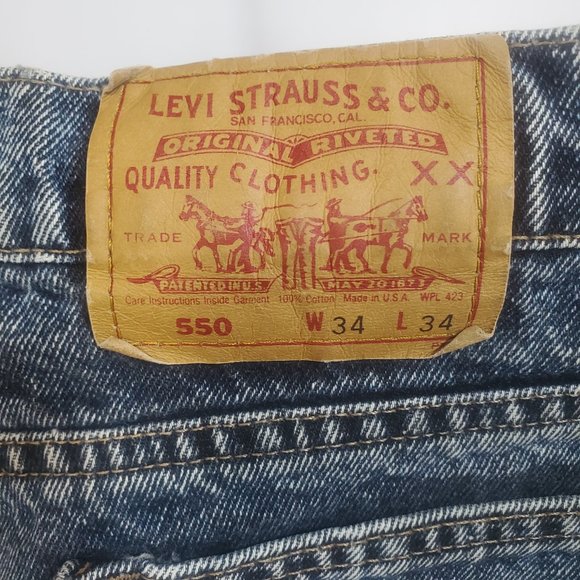 LEVI STRAUSS & CO.
SAN FRANCISCO, CAL.
ORIGINAL RIVETED
QUALITY CLOTHING. XX
TRADE MARK
PATENTED IN U.S. MAY 20 1873
Care Instructions Inside Garment 100% Cotton Made in U.S.A. WPL 423
550 W 34 L 34